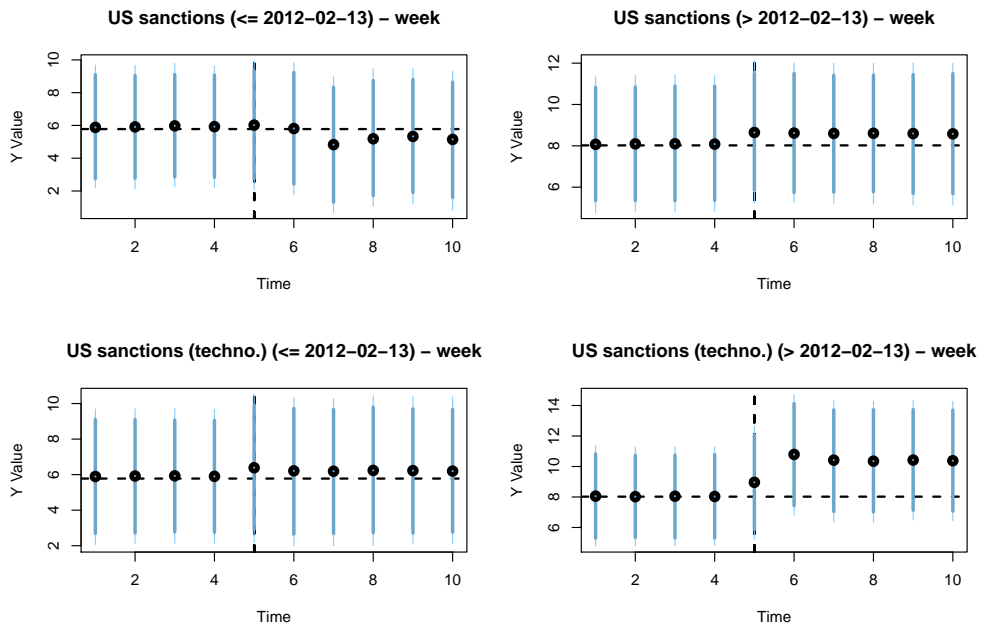 US sanctions (<= 2012−02−13) − week
Y Value
10
8
6
4
2
2 4 6 8 10
Time
US sanctions (> 2012−02−13) − week
Y Value
12
10
8
6
2 4 6 8 10
Time
US sanctions (techno.) (<= 2012−02−13) − week
Y Value
10
8
6
4
2
2 4 6 8 10
Time
US sanctions (techno.) (> 2012−02−13) − week
Y Value
14
12
10
8
6
2 4 6 8 10
Time